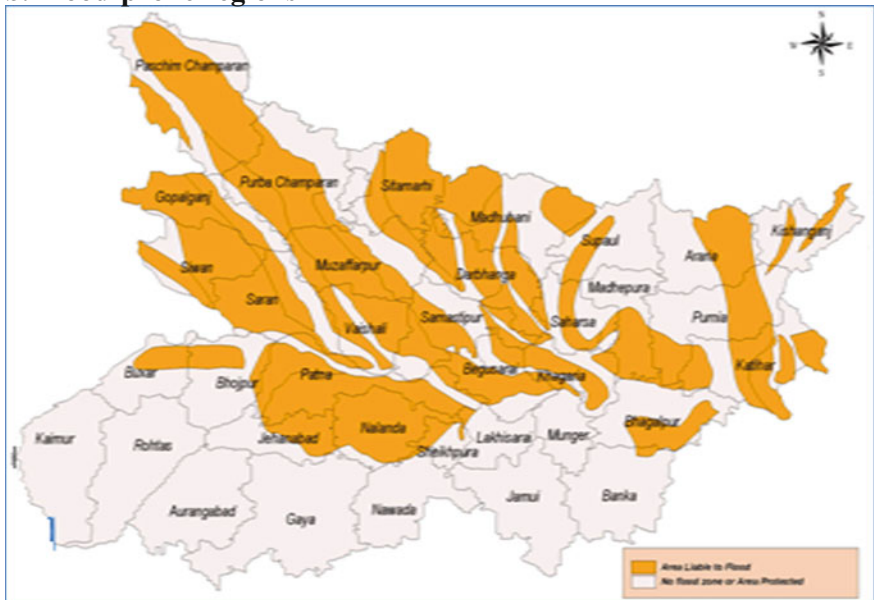 N
W E
S
Paschim Champaran
Purba Champaran
Sitamarhi
Gopalganj
Madhubani
Kishanganj
Supaul
Araria
Siwan
Muzaffarpur
Darbhanga
Madhepura
Saran
Vaishali
Samastipur
Saharsa
Purnia
Buxar
Bhojpur
Patna
Begusarai
Khagaria
Katihar
Kaimur
Rohtas
Jehanabad
Nalanda
Sheikhpura
Lakhisarai
Munger
Bhagalpur
Aurangabad
Gaya
Nawada
Jamui
Banka
Area Liable to Flood
No flood zone or Area Protected